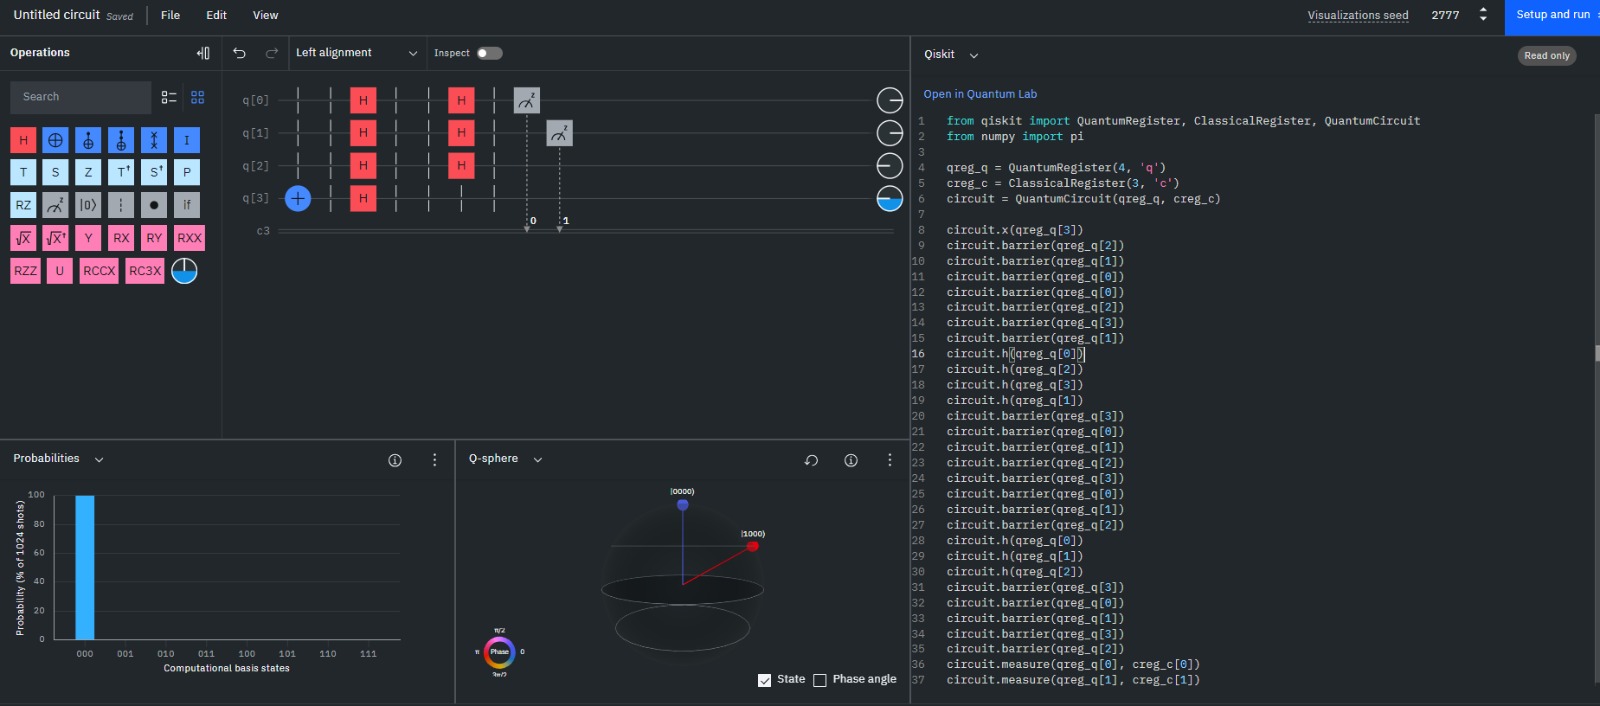 Untitled circuit Saved File Edit View Visualizations seed 2777 Setup and run
Operations
Left alignment Inspect
Search
H I
T S Z T† S† P
RZ z |0⟩ if
√X √X† Y RX RY RXX
RZZ U RCCX RC3X
q[0] H H z
q[1] H H z
q[2] H H
q[3] + H
0 1
c3
Probabilities
100
80
60
40
20
0
Probability (% of 1024 shots)
000 001 010 011 100 101 110 111
Computational basis states
Q-sphere
|0000⟩
|1000⟩
π/2
π Phase 0
3π/2
State Phase angle
Qiskit Read only
Open in Quantum Lab
1 from qiskit import QuantumRegister, ClassicalRegister, QuantumCircuit
2 from numpy import pi
3
4 qreg_q = QuantumRegister(4, 'q')
5 creg_c = ClassicalRegister(3, 'c')
6 circuit = QuantumCircuit(qreg_q, creg_c)
7
8 circuit.x(qreg_q[3])
9 circuit.barrier(qreg_q[2])
10 circuit.barrier(qreg_q[1])
11 circuit.barrier(qreg_q[0])
12 circuit.barrier(qreg_q[0])
13 circuit.barrier(qreg_q[2])
14 circuit.barrier(qreg_q[3])
15 circuit.barrier(qreg_q[1])
16 circuit.h(qreg_q[0])
17 circuit.h(qreg_q[2])
18 circuit.h(qreg_q[3])
19 circuit.h(qreg_q[1])
20 circuit.barrier(qreg_q[3])
21 circuit.barrier(qreg_q[0])
22 circuit.barrier(qreg_q[1])
23 circuit.barrier(qreg_q[2])
24 circuit.barrier(qreg_q[3])
25 circuit.barrier(qreg_q[0])
26 circuit.barrier(qreg_q[1])
27 circuit.barrier(qreg_q[2])
28 circuit.h(qreg_q[0])
29 circuit.h(qreg_q[1])
30 circuit.h(qreg_q[2])
31 circuit.barrier(qreg_q[3])
32 circuit.barrier(qreg_q[0])
33 circuit.barrier(qreg_q[1])
34 circuit.barrier(qreg_q[3])
35 circuit.barrier(qreg_q[2])
36 circuit.measure(qreg_q[0], creg_c[0])
37 circuit.measure(qreg_q[1], creg_c[1])